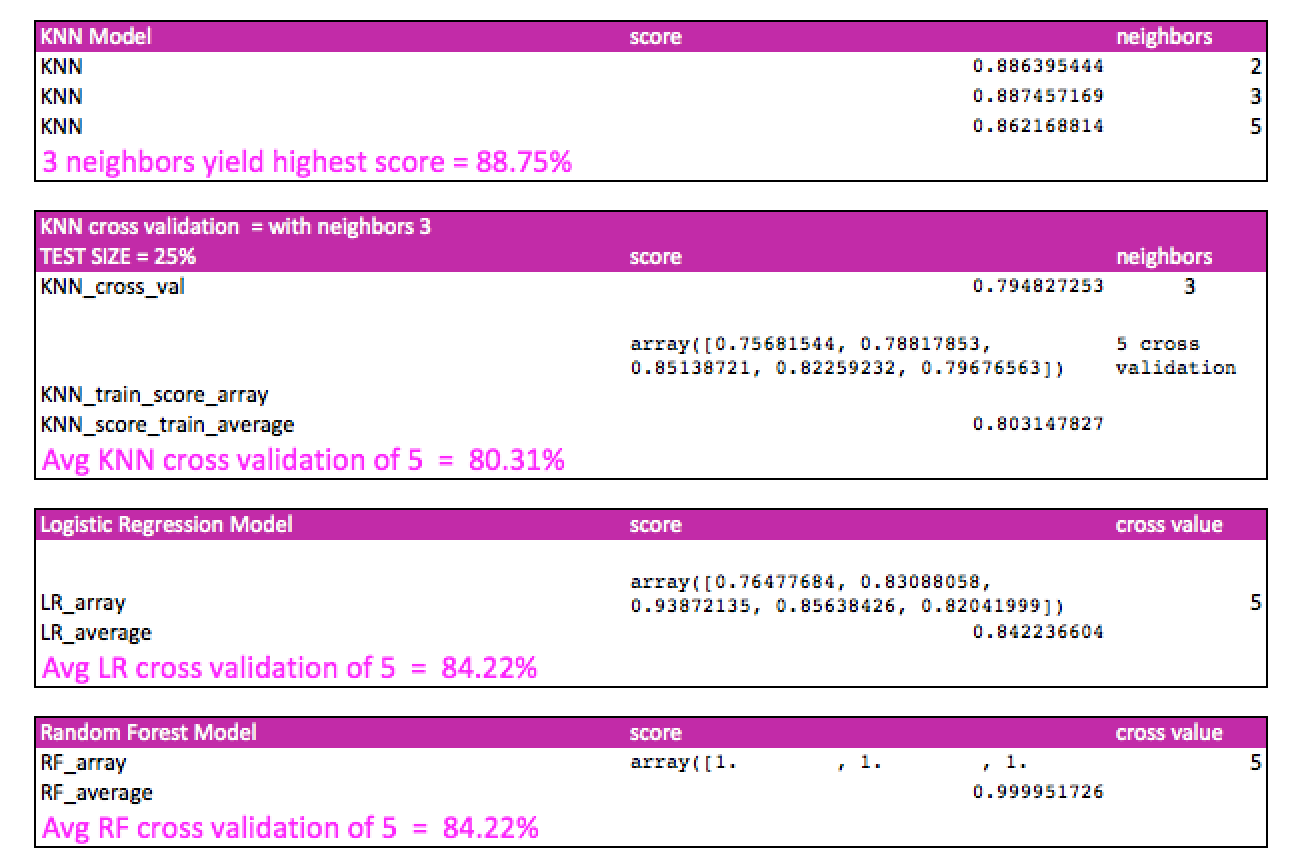 KNN Model score neighbors
KNN 0.886395444 2
KNN 0.887457169 3
KNN 0.862168814 5
3 neighbors yield highest score = 88.75%
KNN cross validation = with neighbors 3
TEST SIZE = 25% score neighbors
KNN_cross_val 0.794827253 3
array([0.75681544, 0.78817853, 5 cross
0.85138721, 0.82259232, 0.79676563]) validation
KNN_train_score_array
KNN_score_train_average 0.803147827
Avg KNN cross validation of 5 = 80.31%
Logistic Regression Model score cross value
array([0.76477684, 0.83088058,
LR_array 0.93872135, 0.85638426, 0.82041999]) 5
LR_average 0.842236604
Avg LR cross validation of 5 = 84.22%
Random Forest Model score cross value
RF_array array([1. , 1. , 1. 5
RF_average 0.999951726
Avg RF cross validation of 5 = 84.22%